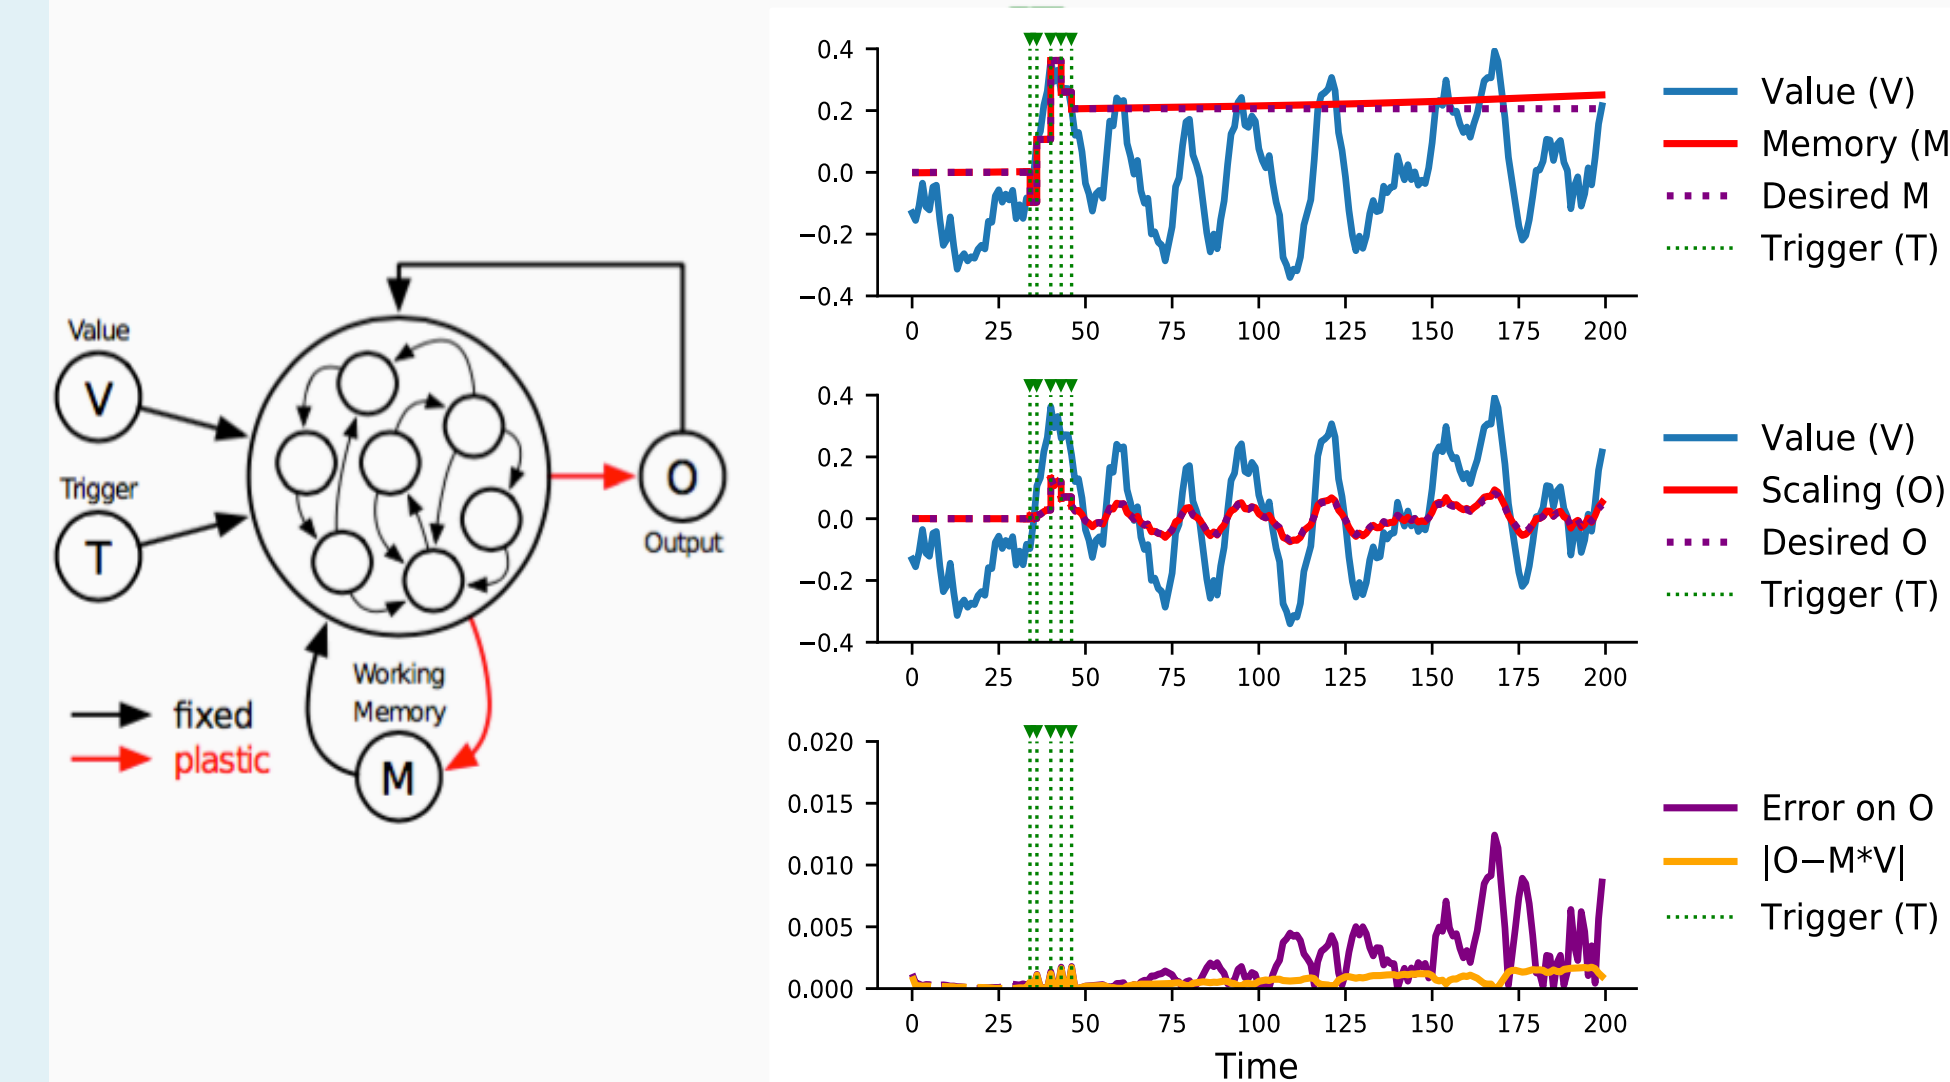 Value
V
Trigger
T
O
Output
Working
Memory
M
fixed
plastic
0.4
0.2
0.0
−0.2
−0.4
0 25 50 75 100 125 150 175 200
Value (V)
Memory (M
Desired M
Trigger (T)
0.4
0.2
0.0
−0.2
−0.4
0 25 50 75 100 125 150 175 200
Value (V)
Scaling (O)
Desired O
Trigger (T)
0.020
0.015
0.010
0.005
0.000
0 25 50 75 100 125 150 175 200
Time
Error on O
|O−M*V|
Trigger (T)